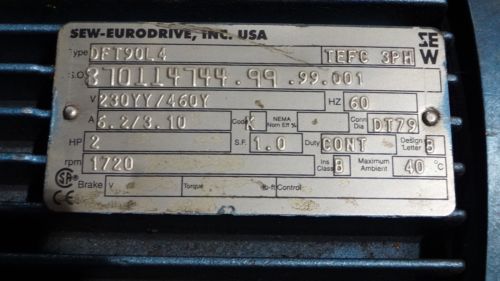 SEW-EURODRIVE, INC. USA
Type DFT90L4 TEFC 3PH SEW
S.O. 870114744.99.99.001
V 230YY/460Y HZ 60
A 6.2/3.10 Code K NEMA Nom Eff % Conn Dia DT79
HP 2 S.F. 1.0 Duty CONT Design Letter B
rpm 1720 Ins Class B Maximum Ambient 40 °C
Brake V Torque lb-ft Control